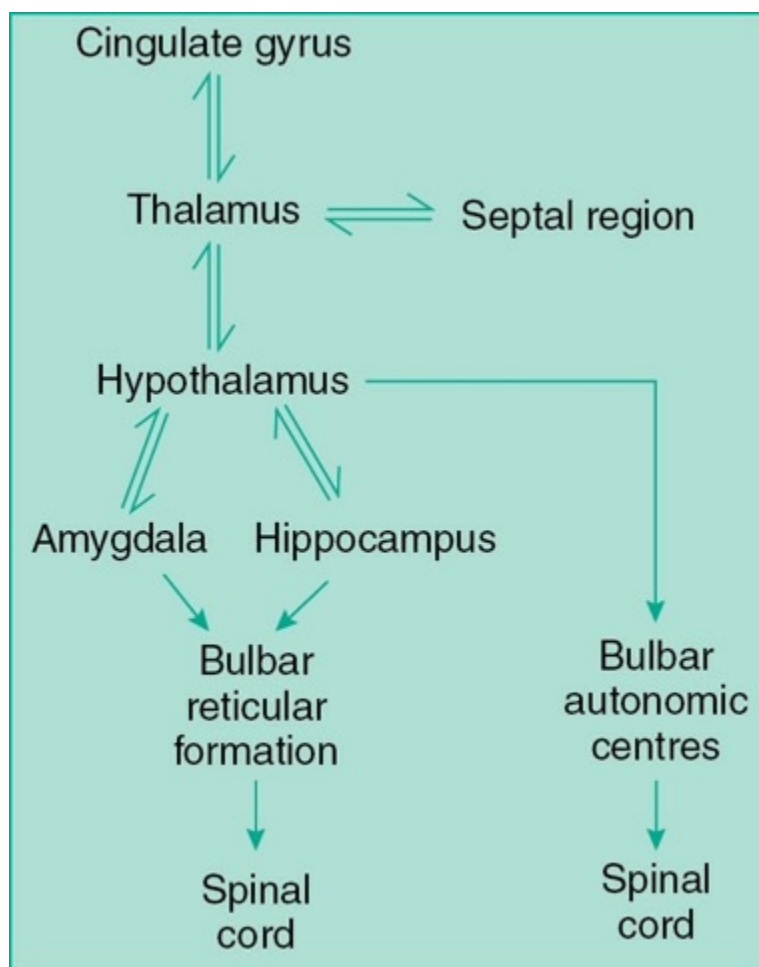 Cingulate gyrus
Thalamus
Septal region
Hypothalamus
Amygdala
Hippocampus
Bulbar
reticular
formation
Bulbar
autonomic
centres
Spinal
cord
Spinal
cord